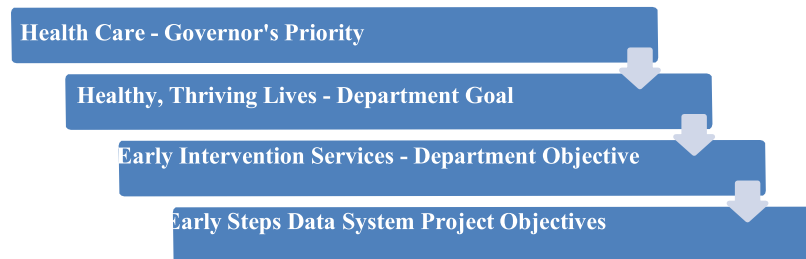 Health Care - Governor's Priority
Healthy, Thriving Lives - Department Goal
Early Intervention Services - Department Objective
Early Steps Data System Project Objectives